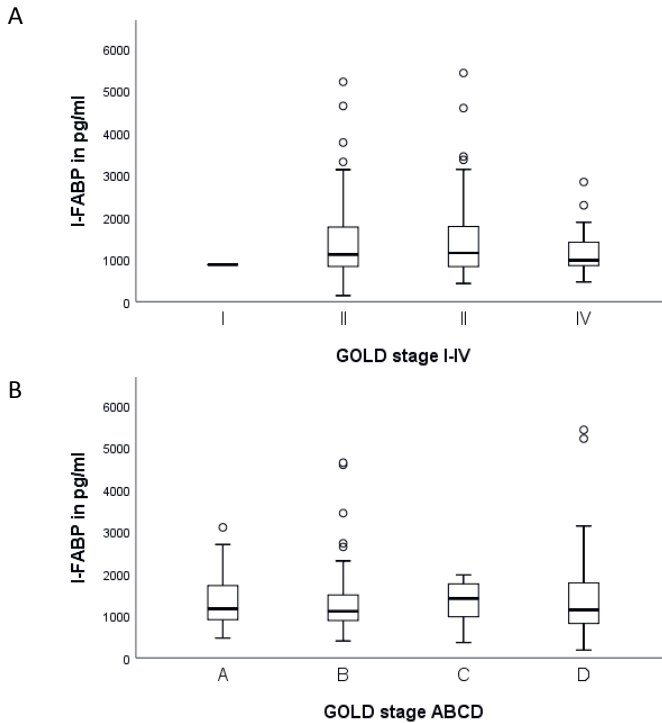 A
I-FABP in pg/ml
6000
5000
4000
3000
2000
1000
0
I II II IV
GOLD stage I-IV
B
I-FABP in pg/ml
6000
5000
4000
3000
2000
1000
0
A B C D
GOLD stage ABCD